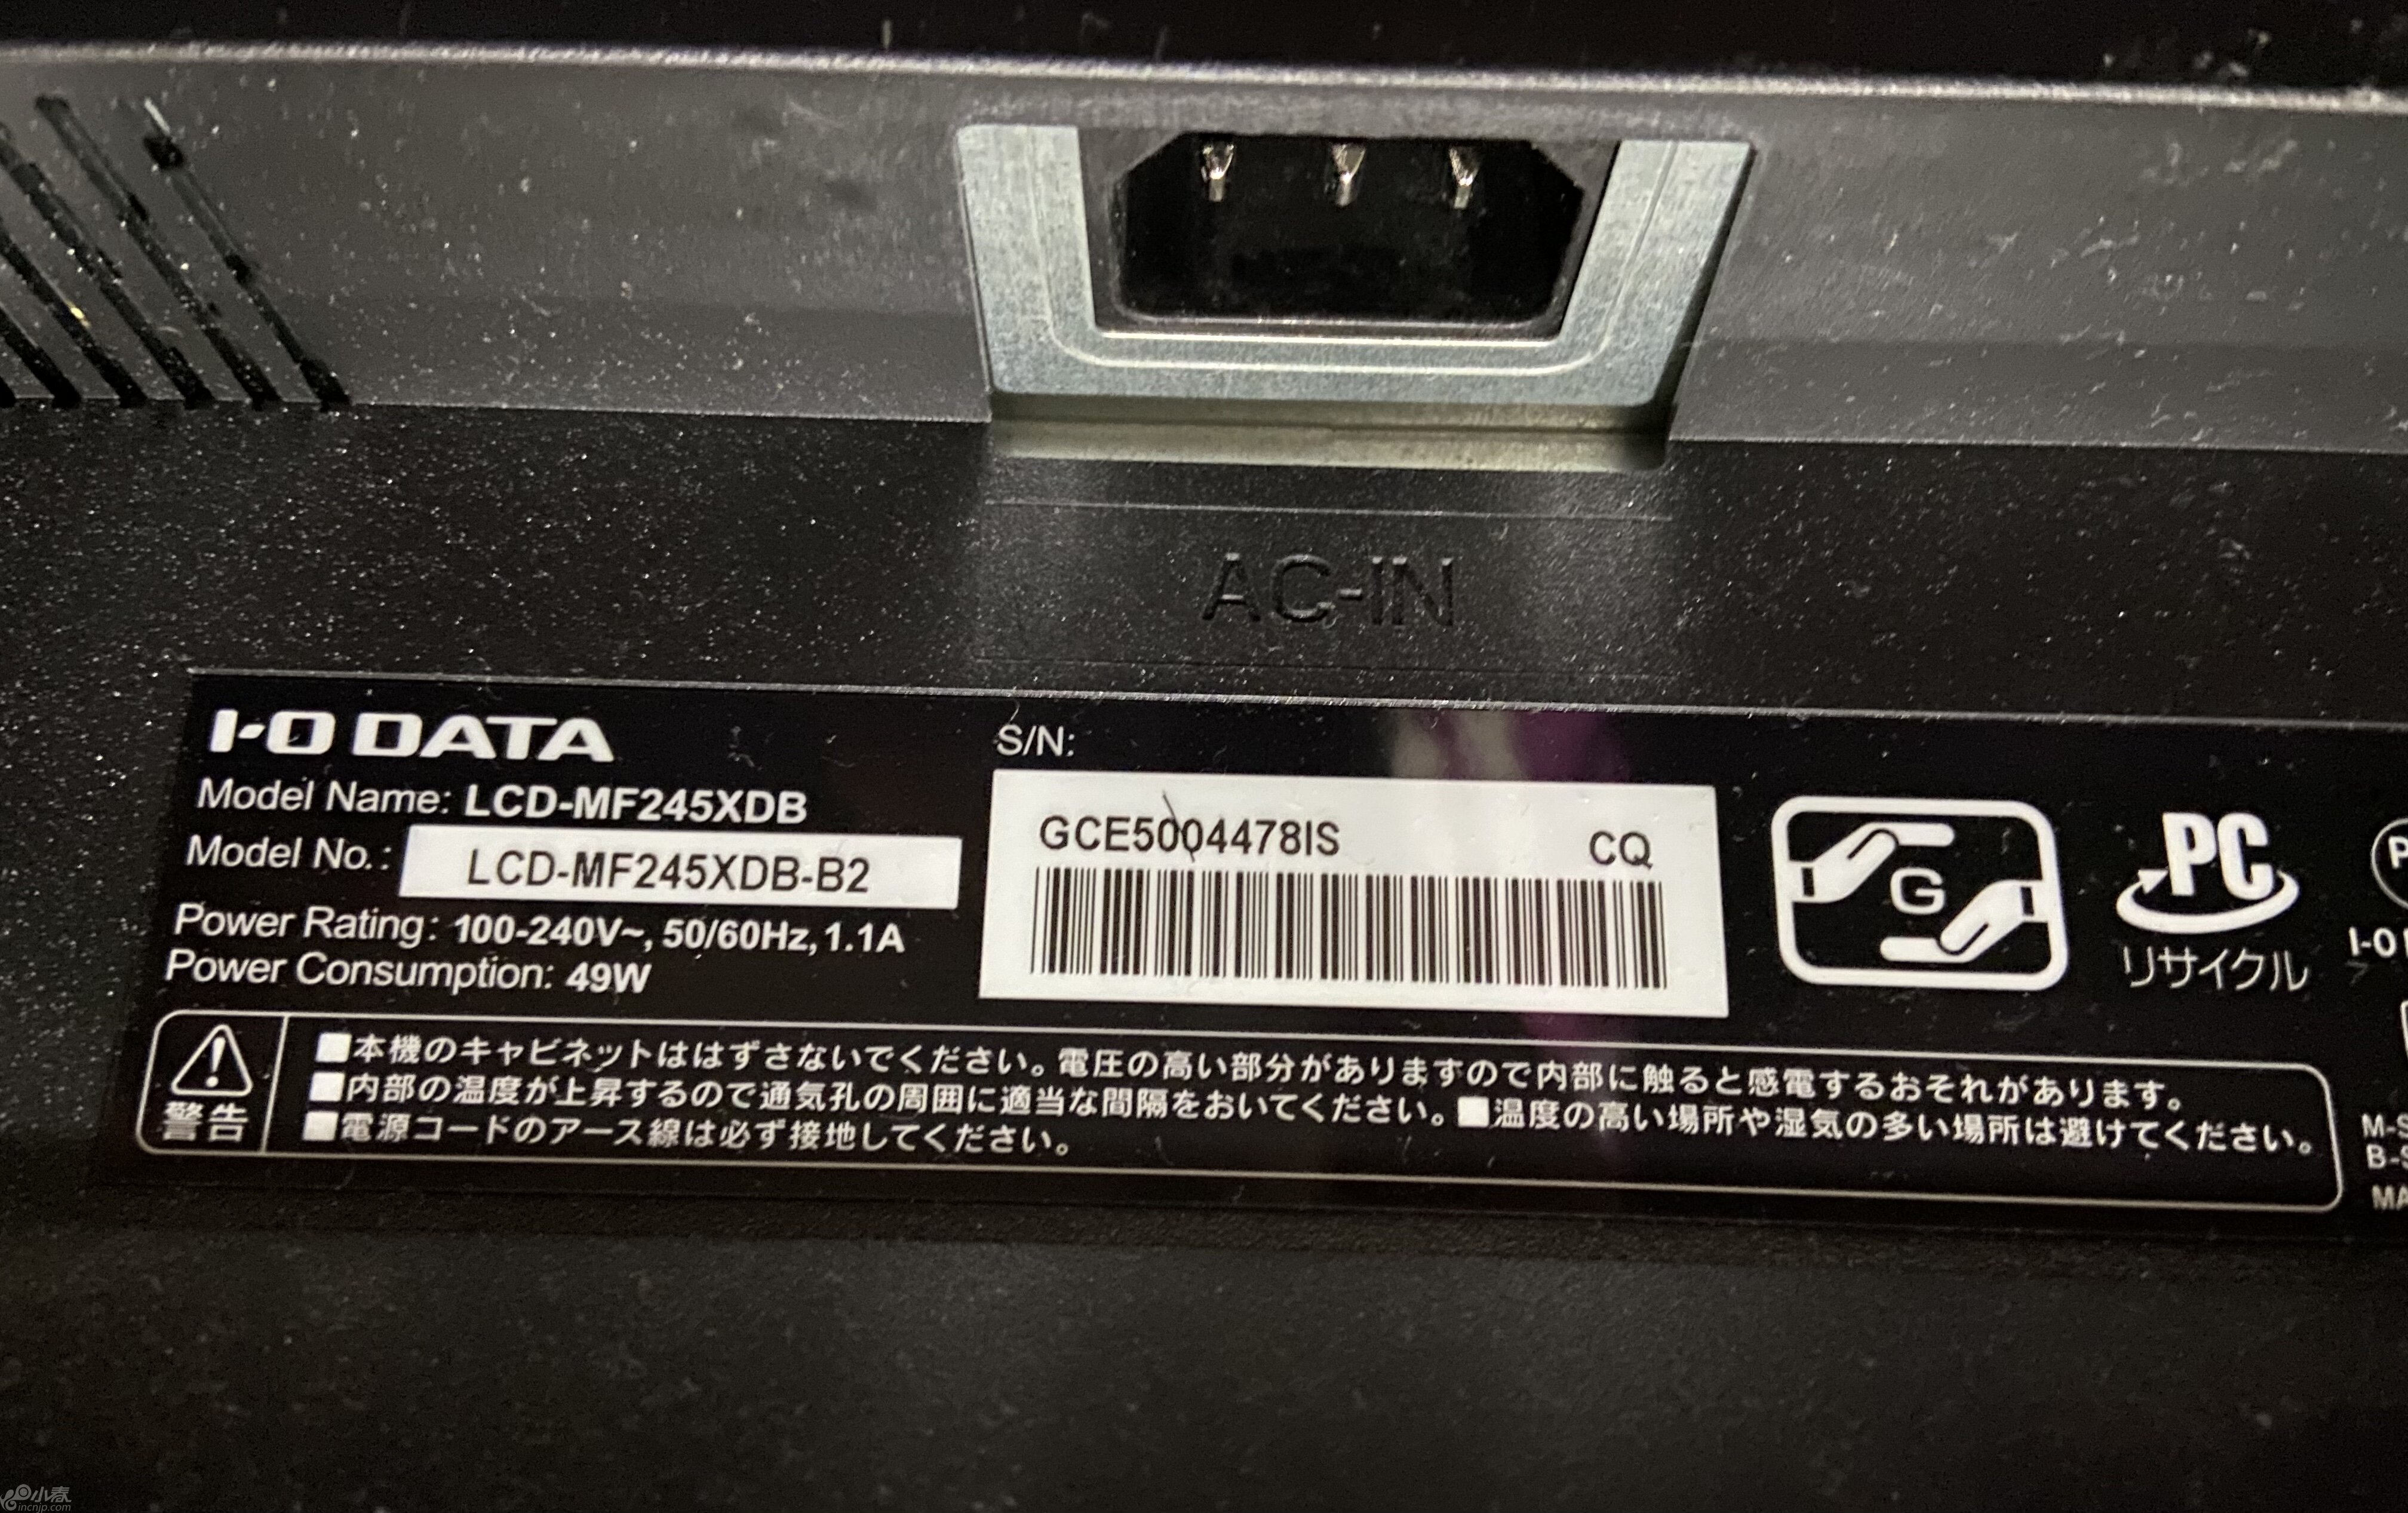 AC-IN
I-O DATA
Model Name: LCD-MF245XDB
Model No.: LCD-MF245XDB-B2
Power Rating: 100-240V~, 50/60Hz, 1.1A
Power Consumption: 49W
S/N:
GCE5004478IS CQ
G
PC
リサイクル
P
I-O
警告
■本機のキャビネットははずさないでください。電圧の高い部分がありますので内部に触ると感電するおそれがあります。
■内部の温度が上昇するので通気孔の周囲に適当な間隔をおいてください。■温度の高い場所や湿気の多い場所は避けてください。
■電源コードのアース線は必ず接地してください。
M-S
B-S
MA
小春
incnjp.com